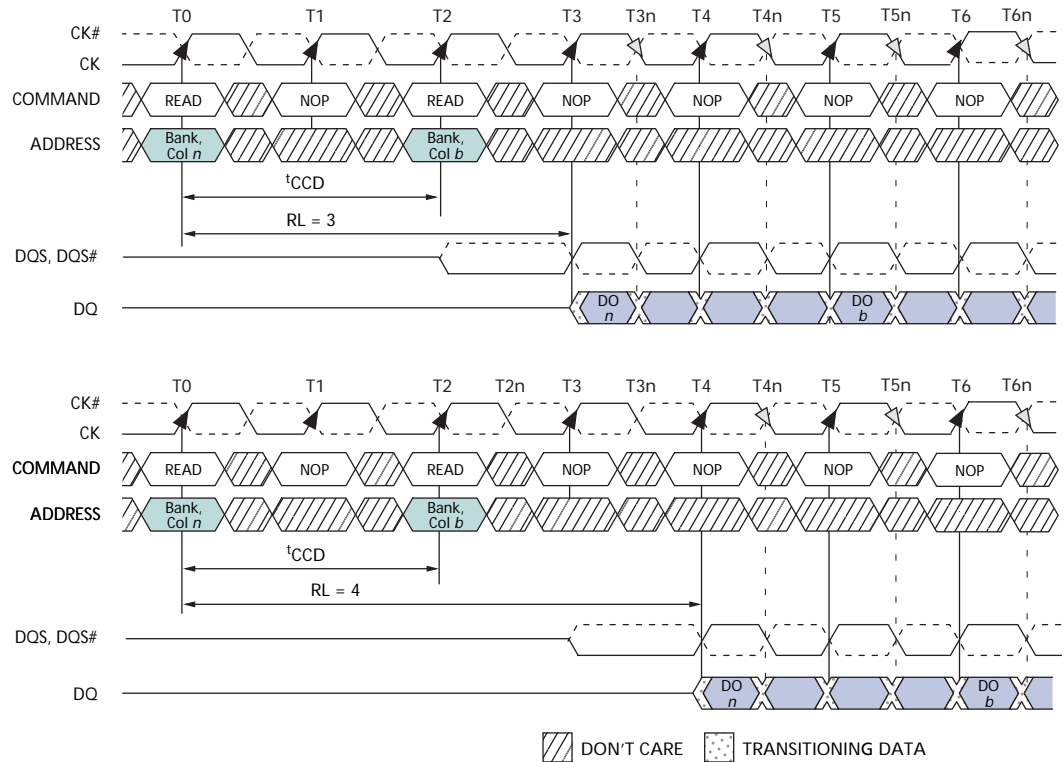 T0 T1 T2 T3 T3n T4 T4n T5 T5n T6 T6n
CK#
CK
COMMAND READ NOP READ NOP NOP NOP NOP
ADDRESS Bank, Col n Bank, Col b
tCCD
RL = 3
DQS, DQS#
DQ DO n DO b
T0 T1 T2 T2n T3 T3n T4 T4n T5 T5n T6 T6n
CK#
CK
COMMAND READ NOP READ NOP NOP NOP NOP
ADDRESS Bank, Col n Bank, Col b
tCCD
RL = 4
DQS, DQS#
DQ DO n DO b
DON'T CARE TRANSITIONING DATA